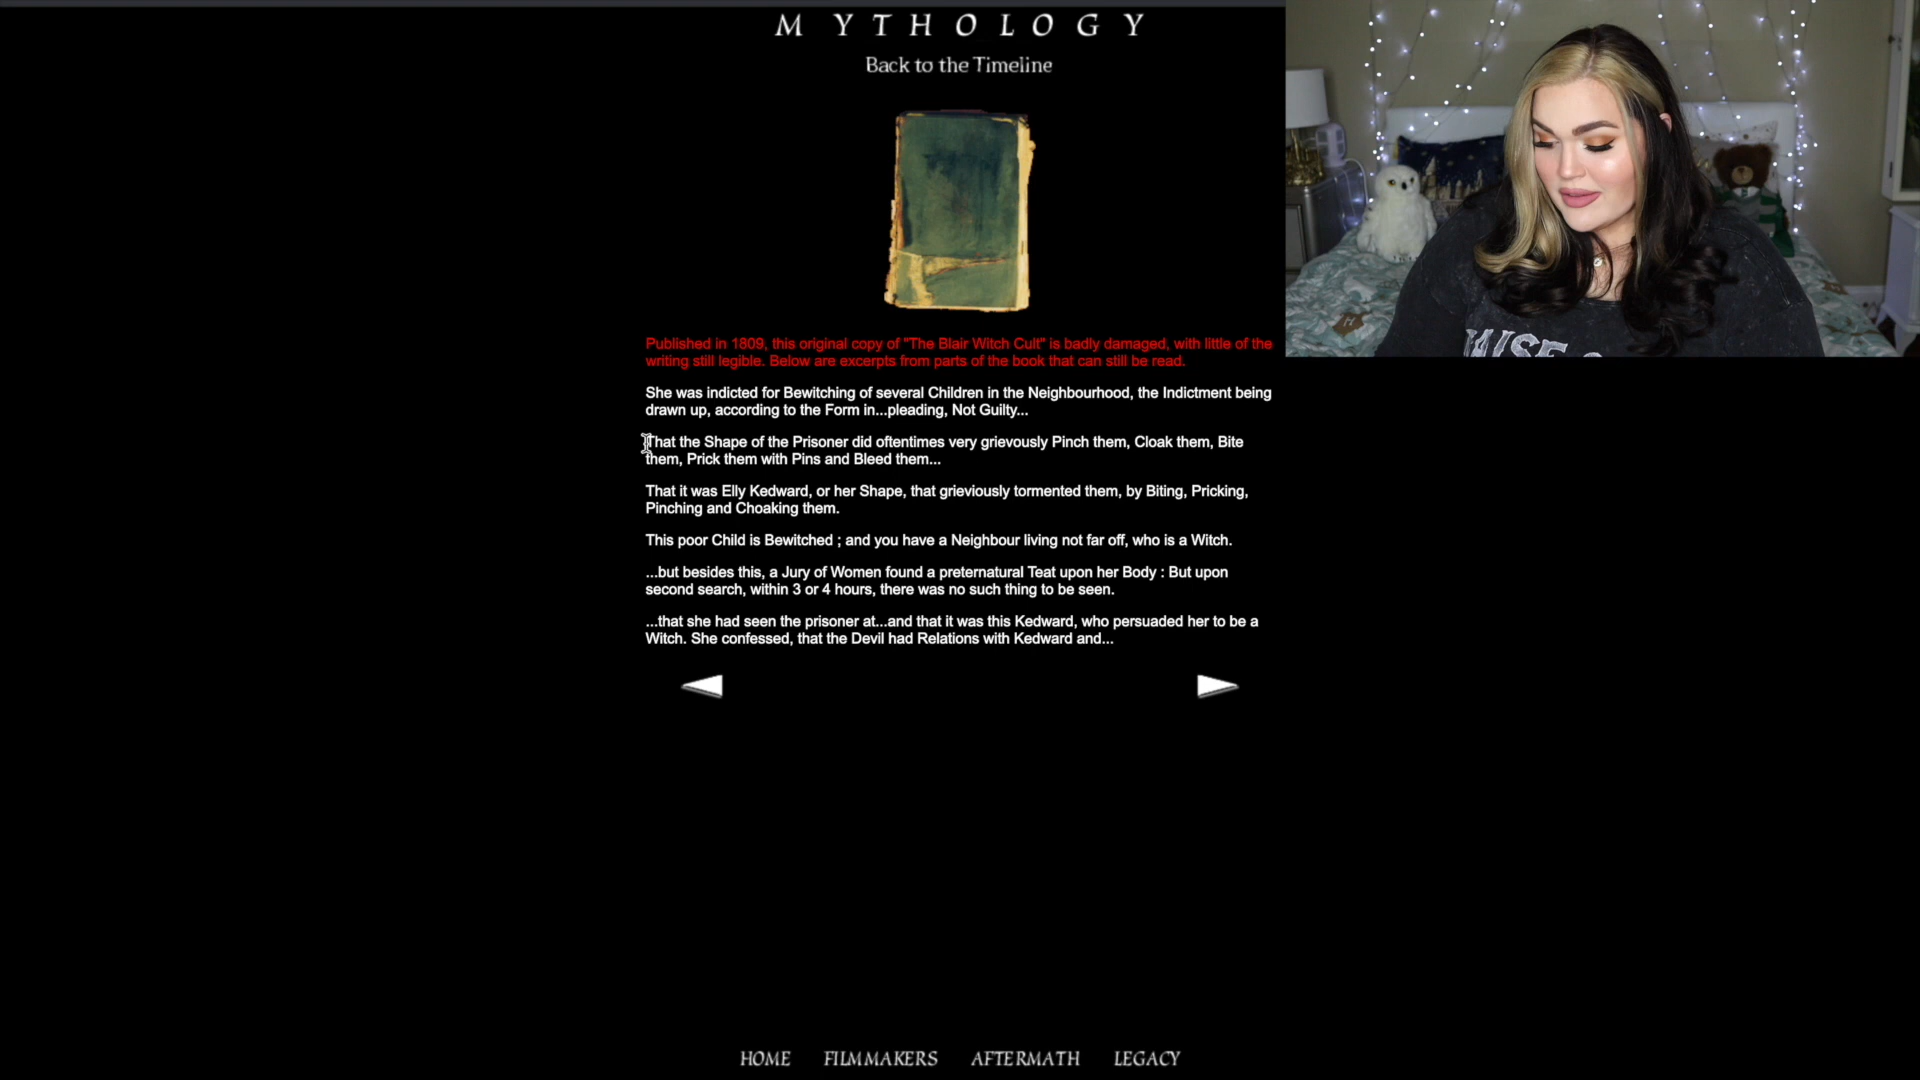 MYTHOLOGY
Back to the Timeline
Published in 1809, this original copy of "The Blair Witch Cult" is badly damaged, with little of the
writing still legible. Below are excerpts from parts of the book that can still be read.
She was indicted for Bewitching of several Children in the Neighbourhood, the Indictment being
drawn up, according to the Form in...pleading, Not Guilty...
That the Shape of the Prisoner did oftentimes very grievously Pinch them, Cloak them, Bite
them, Prick them with Pins and Bleed them...
That it was Elly Kedward, or her Shape, that grieviously tormented them, by Biting, Pricking,
Pinching and Choaking them.
This poor Child is Bewitched ; and you have a Neighbour living not far off, who is a Witch.
...but besides this, a Jury of Women found a preternatural Teat upon her Body : But upon
second search, within 3 or 4 hours, there was no such thing to be seen.
...that she had seen the prisoner at...and that it was this Kedward, who persuaded her to be a
Witch. She confessed, that the Devil had Relations with Kedward and...
HOME FILMMAKERS AFTERMATH LEGACY